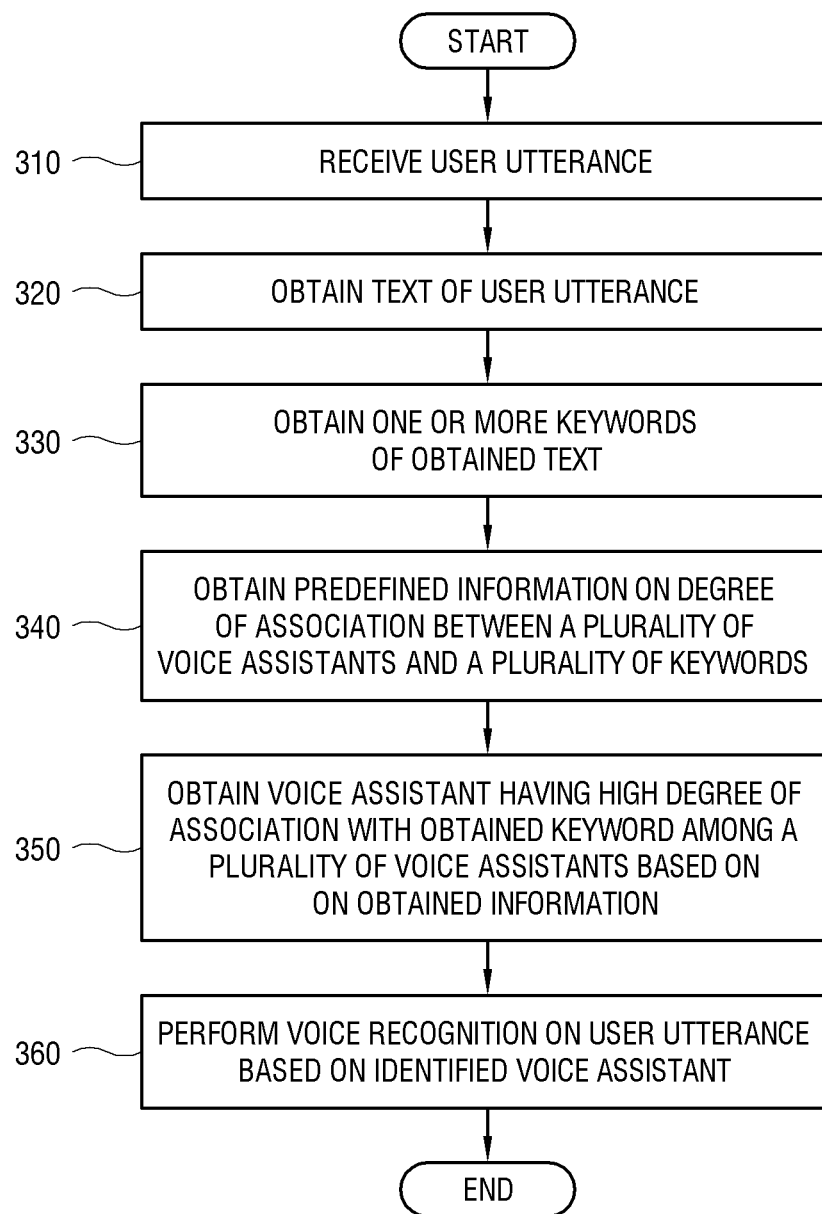 START
310
RECEIVE USER UTTERANCE
320
OBTAIN TEXT OF USER UTTERANCE
330
OBTAIN ONE OR MORE KEYWORDS
OF OBTAINED TEXT
340
OBTAIN PREDEFINED INFORMATION ON DEGREE
OF ASSOCIATION BETWEEN A PLURALITY OF
VOICE ASSISTANTS AND A PLURALITY OF KEYWORDS
350
OBTAIN VOICE ASSISTANT HAVING HIGH DEGREE OF
ASSOCIATION WITH OBTAINED KEYWORD AMONG A
PLURALITY OF VOICE ASSISTANTS BASED ON
ON OBTAINED INFORMATION
360
PERFORM VOICE RECOGNITION ON USER UTTERANCE
BASED ON IDENTIFIED VOICE ASSISTANT
END